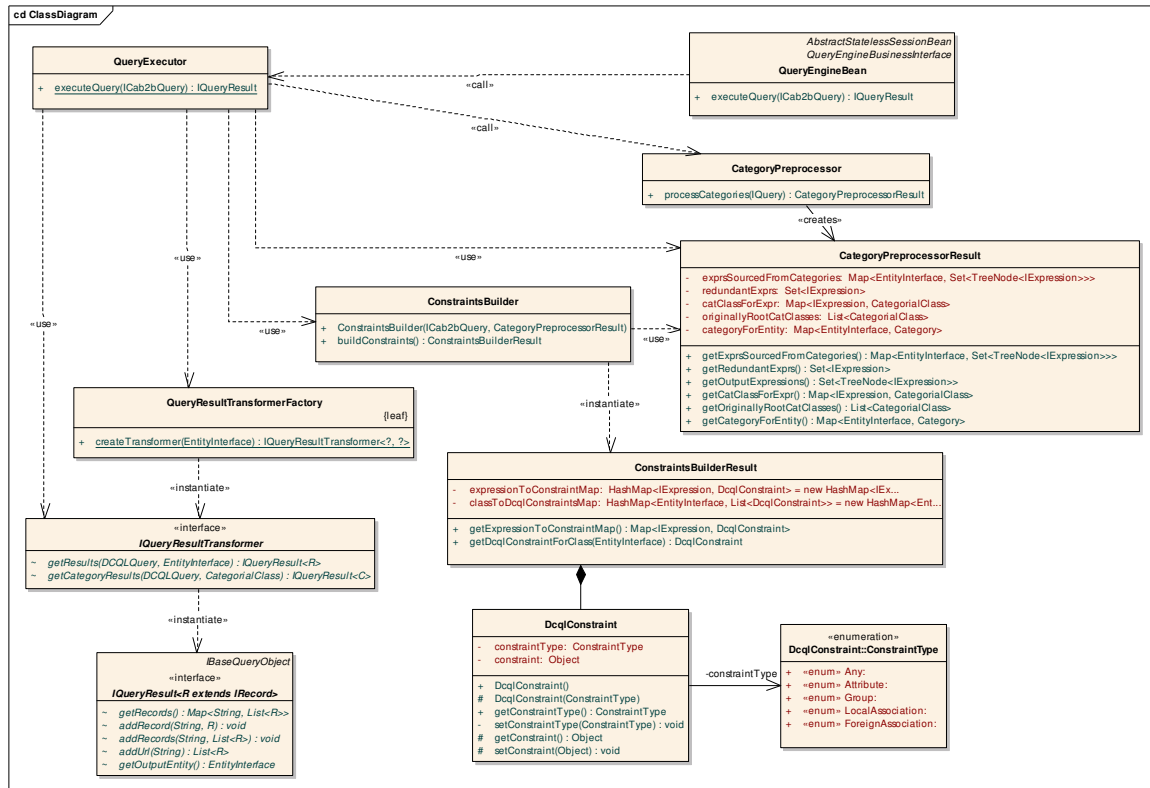 cd ClassDiagram
AbstractStatelessSessionBean
QueryEngineBusinessInterface
QueryEngineBean
+ executeQuery(ICab2bQuery) : IQueryResult
QueryExecutor
+ executeQuery(ICab2bQuery) : IQueryResult
«call»
«call»
CategoryPreprocessor
+ processCategories(IQuery) : CategoryPreprocessorResult
«creates»
CategoryPreprocessorResult
- exprsSourcedFromCategories: Map<EntityInterface, Set<TreeNode<IExpression>>>
- redundantExprs: Set<IExpression>
- catClassForExpr: Map<IExpression, CategorialClass>
- originallyRootCatClasses: List<CategorialClass>
- categoryForEntity: Map<EntityInterface, Category>
+ getExprsSourcedFromCategories() : Map<EntityInterface, Set<TreeNode<IExpression>>>
+ getRedundantExprs() : Set<IExpression>
+ getOutputExpressions() : Set<TreeNode<IExpression>>
+ getCatClassForExpr() : Map<IExpression, CategorialClass>
+ getOriginallyRootCatClasses() : List<CategorialClass>
+ getCategoryForEntity() : Map<EntityInterface, Category>
«use»
«use»
«use»
«use»
«use»
ConstraintsBuilder
+ ConstraintsBuilder(ICab2bQuery, CategoryPreprocessorResult)
+ buildConstraints() : ConstraintsBuilderResult
«instantiate»
QueryResultTransformerFactory
{leaf}
+ createTransformer(EntityInterface) : IQueryResultTransformer<?, ?>
«instantiate»
ConstraintsBuilderResult
- expressionToConstraintMap: HashMap<IExpression, DcqlConstraint> = new HashMap<IEx...
- classToDcqlConstraintsMap: HashMap<EntityInterface, List<DcqlConstraint>> = new HashMap<Ent...
+ getExpressionToConstraintMap() : Map<IExpression, DcqlConstraint>
+ getDcqlConstraintForClass(EntityInterface) : DcqlConstraint
«interface»
IQueryResultTransformer
~ getResults(DCQLQuery, EntityInterface) : IQueryResult<R>
~ getCategoryResults(DCQLQuery, CategorialClass) : IQueryResult<C>
«instantiate»
IBaseQueryObject
«interface»
IQueryResult<R extends IRecord>
~ getRecords() : Map<String, List<R>>
~ addRecord(String, R) : void
~ addRecords(String, List<R>) : void
~ addUrl(String) : List<R>
~ getOutputEntity() : EntityInterface
DcqlConstraint
- constraintType: ConstraintType
- constraint: Object
+ DcqlConstraint()
# DcqlConstraint(ConstraintType)
+ getConstraintType() : ConstraintType
- setConstraintType(ConstraintType) : void
# getConstraint() : Object
# setConstraint(Object) : void
-constraintType
«enumeration»
DcqlConstraint::ConstraintType
+ «enum» Any:
+ «enum» Attribute:
+ «enum» Group:
+ «enum» LocalAssociation:
+ «enum» ForeignAssociation: